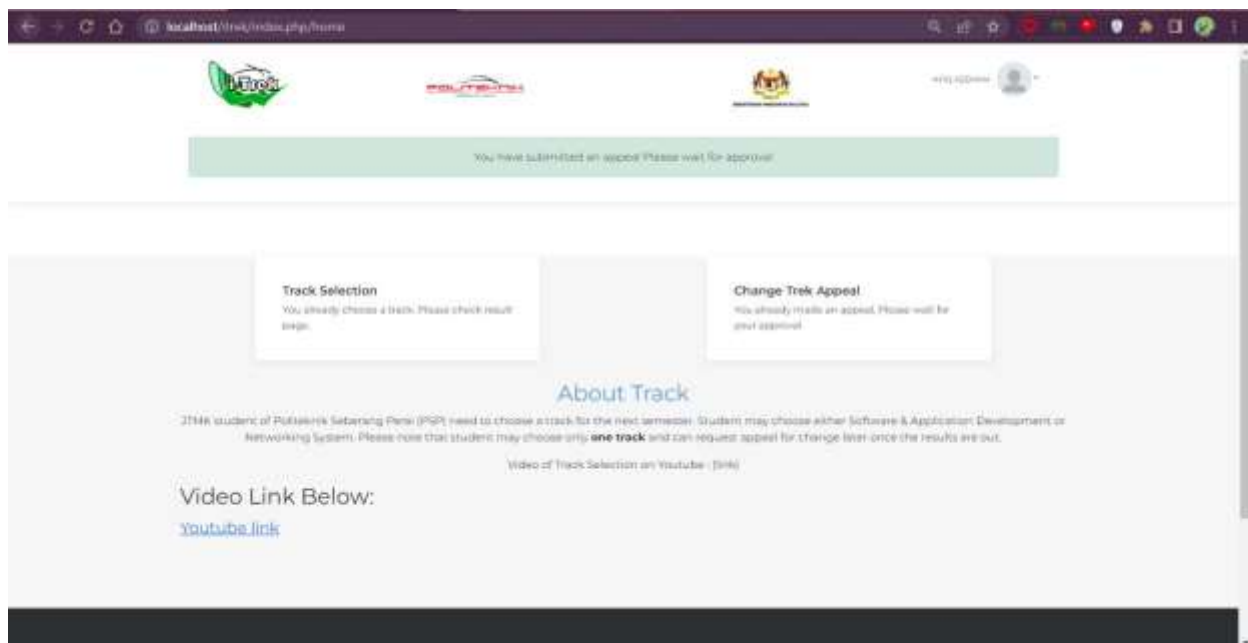 localhost/itrek/index.php/home
i-Trek
POLITEKNIK
You have submitted an appeal Please wait for approval
Track Selection
You already choose a track. Please check result
page.
Change Trek Appeal
You already made an appeal. Please wait for
your approval
About Track
JTMK student of Politeknik Seberang Perai (PSP) need to choose a track for the next semester. Student may choose either Software & Application Development or
Networking System. Please note that student may choose only one track and can request appeal for change later once the results are out.
Video of Track Selection on Youtube : [link]
Video Link Below:
Youtube link